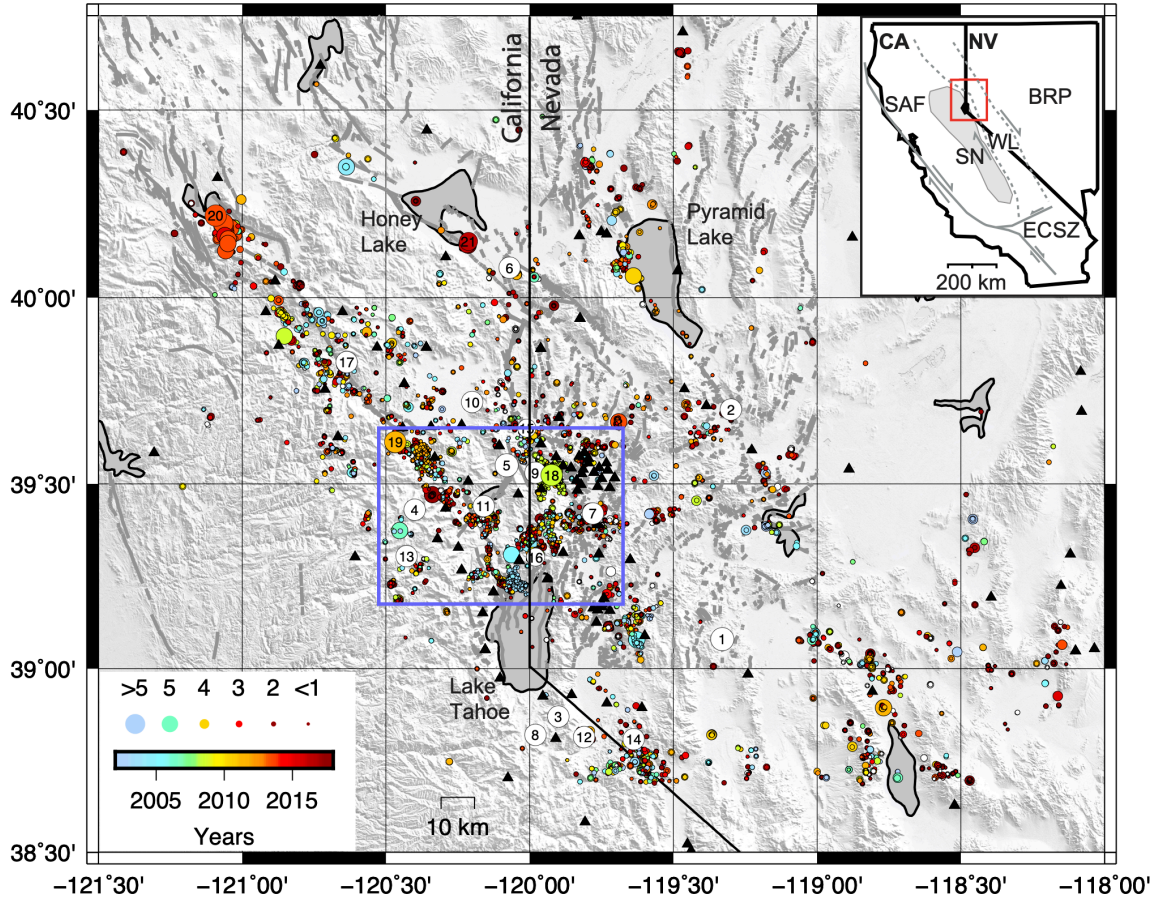 40°30'
40°00'
39°30'
39°00'
38°30'
−121°30'
−121°00'
−120°30'
−120°00'
−119°30'
−119°00'
−118°30'
−118°00'
California
Nevada
Honey
Lake
Pyramid
Lake
Lake
Tahoe
20
21
6
17
10
2
19
5
9
18
4
11
7
13
16
1
3
8
12
14
10 km
>5
5
4
3
2
<1
2005
2010
2015
Years
CA
NV
SAF
BRP
WL
SN
ECSZ
200 km